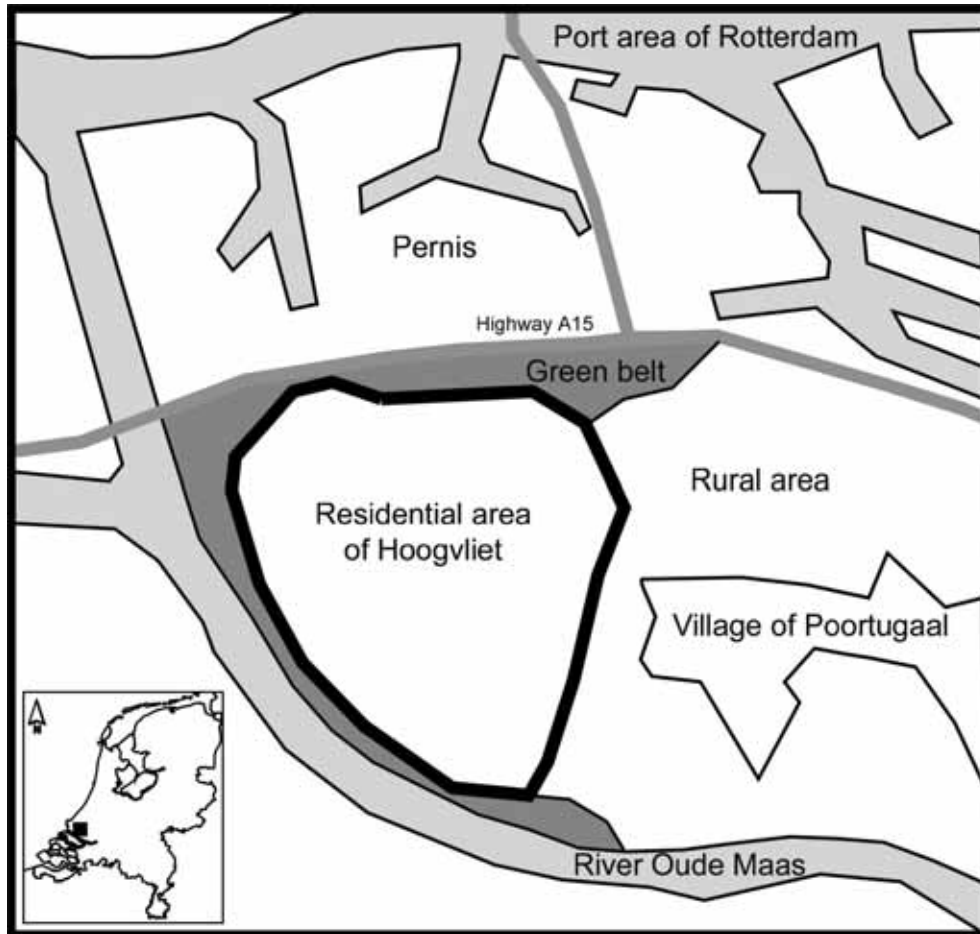 Port area of Rotterdam
Pernis
Highway A15
Green belt
Rural area
Residential area
of Hoogvliet
Village of Poortugaal
N
River Oude Maas